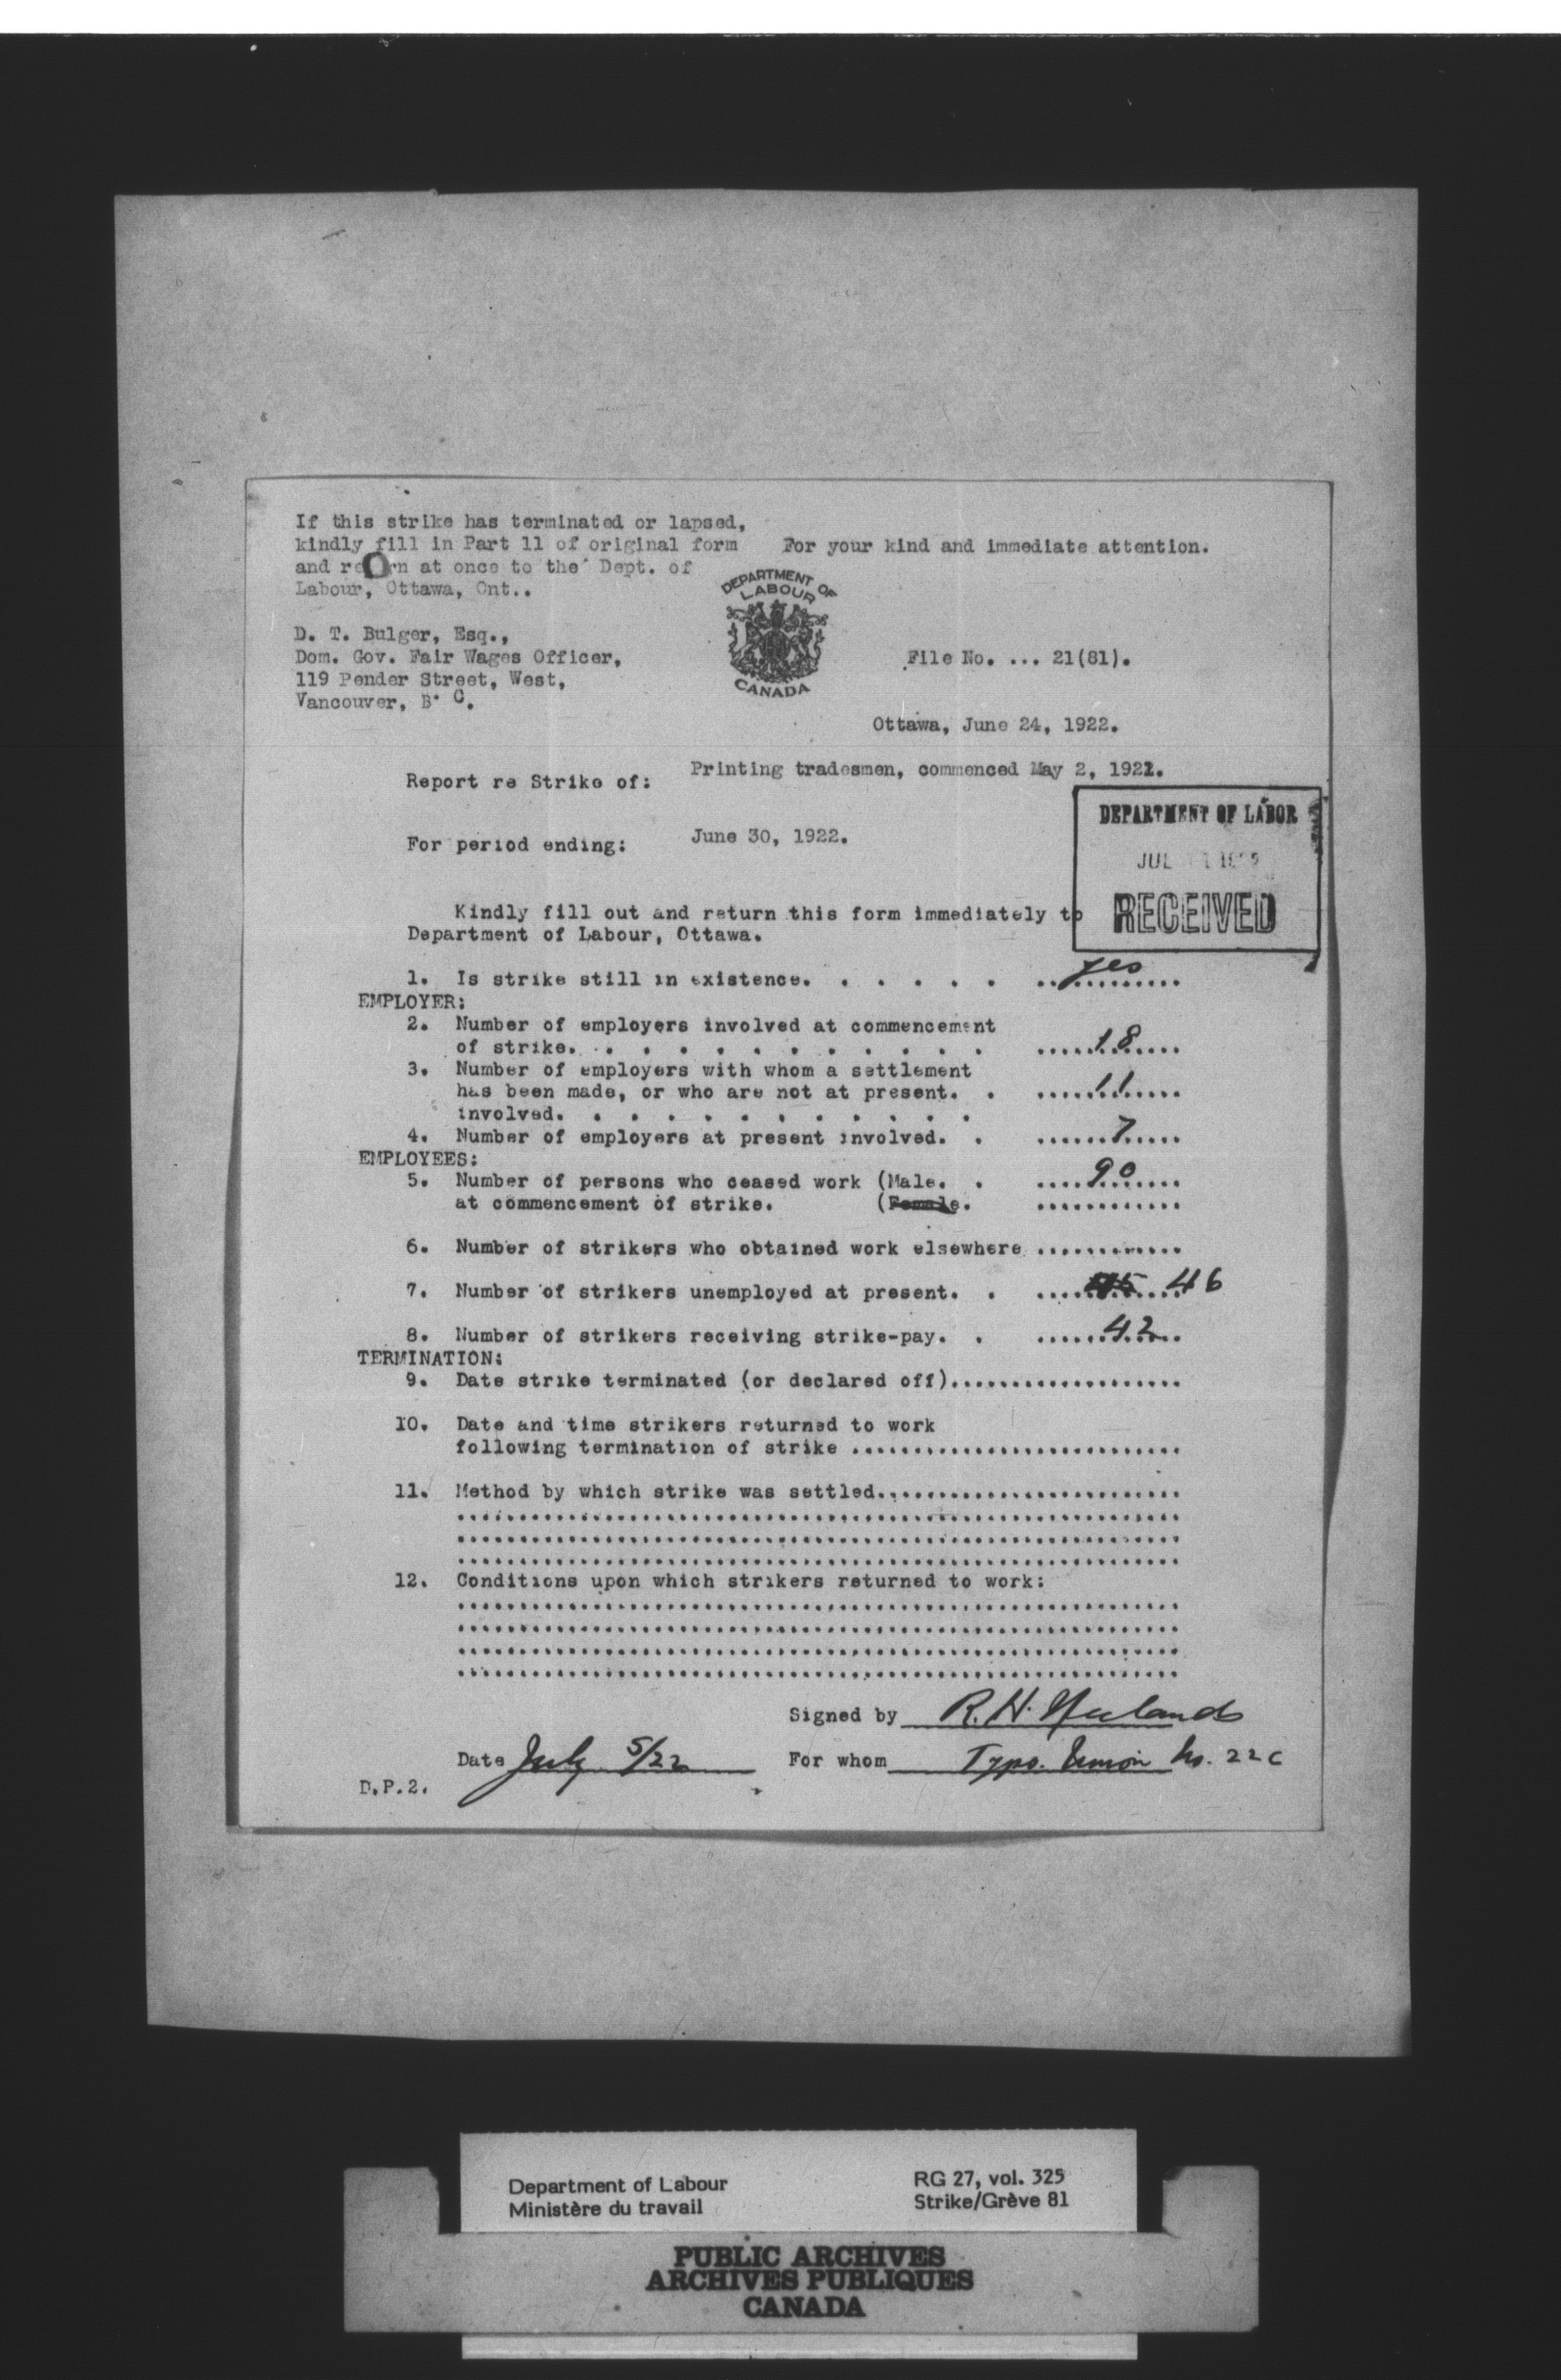 If this strike has terminated or lapsed,
kindly fill in Part 11 of original form
and re rn at once to the Dept. of
Labour, Ottawa, Ont..
For your kind and immediate attention.
DEPARTMENT OF
LABOUR
CANADA
D. T. Bulger, Esq.,
Dom. Gov. Fair Wages Officer,
119 Pender Street, West,
Vancouver, B. C.
File No. ... 21(81).
Ottawa, June 24, 1922.
Report re Strike of: Printing tradesmen, commenced May 2, 1921.
For period ending: June 30, 1922.
DEPARTMENT OF LABOR
JUL
RECEIVED
Kindly fill out and return this form immediately to
Department of Labour, Ottawa.
1. Is strike still in existence. . . . . . yes
EMPLOYER:
2. Number of employers involved at commencement
of strike. . . . . . . . . . . . 18
3. Number of employers with whom a settlement
has been made, or who are not at present. . 11
involved. . . . . . . . . . . .
4. Number of employers at present involved. . 7
EMPLOYEES:
5. Number of persons who ceased work (Male. . 90
at commencement of strike. (Female.
6. Number of strikers who obtained work elsewhere ............
7. Number of strikers unemployed at present. . 46
8. Number of strikers receiving strike-pay. . 42
TERMINATION:
9. Date strike terminated (or declared off)...................
10. Date and time strikers returned to work
following termination of strike ...........................
11. Method by which strike was settled.........................
12. Conditions upon which strikers returned to work:
Signed by R. H. Neelands
Date July 5/22 For whom Typo. Union No. 226
D.P.2.
Department of Labour
Ministère du travail
RG 27, vol. 325
Strike/Grève 81
PUBLIC ARCHIVES
ARCHIVES PUBLIQUES
CANADA